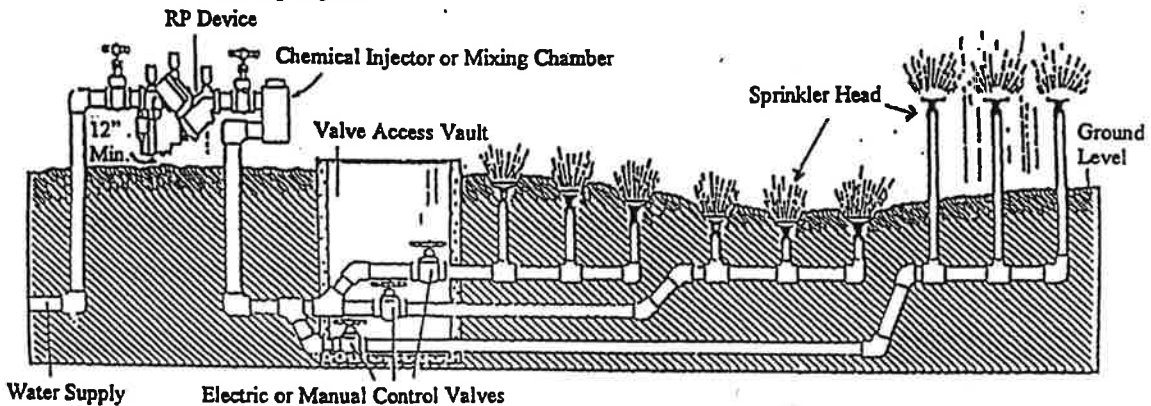 RP Device
Chemical Injector or Mixing Chamber
12"
Min.
Valve Access Vault
Sprinkler Head
Ground
Level
Water Supply
Electric or Manual Control Valves